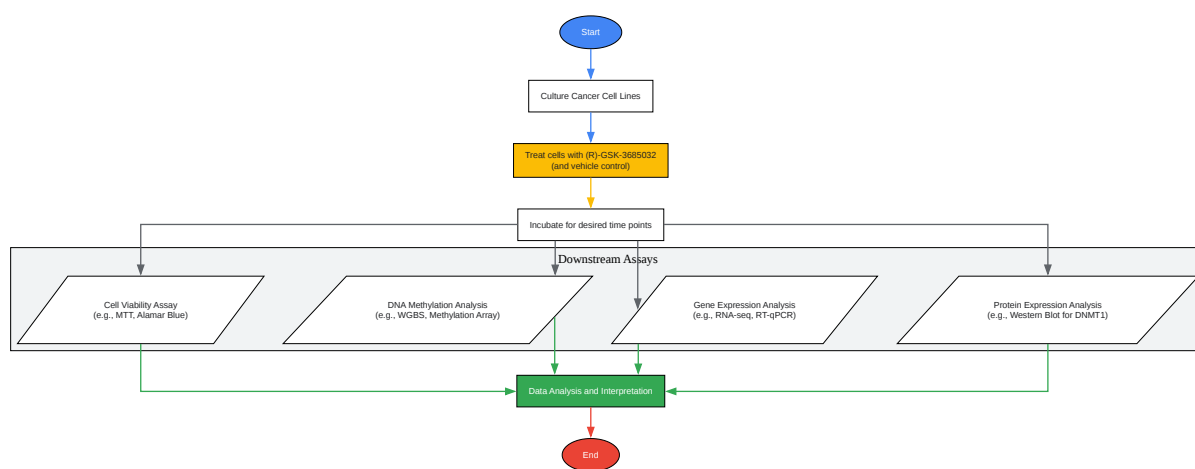 Start
Culture Cancer Cell Lines
Treat cells with (R)-GSK-3685032
(and vehicle control)
Incubate for desired time points
Downstream Assays
Cell Viability Assay
(e.g., MTT, Alamar Blue)
DNA Methylation Analysis
(e.g., WGBS, Methylation Array)
Gene Expression Analysis
(e.g., RNA-seq, RT-qPCR)
Protein Expression Analysis
(e.g., Western Blot for DNMT1)
Data Analysis and Interpretation
End